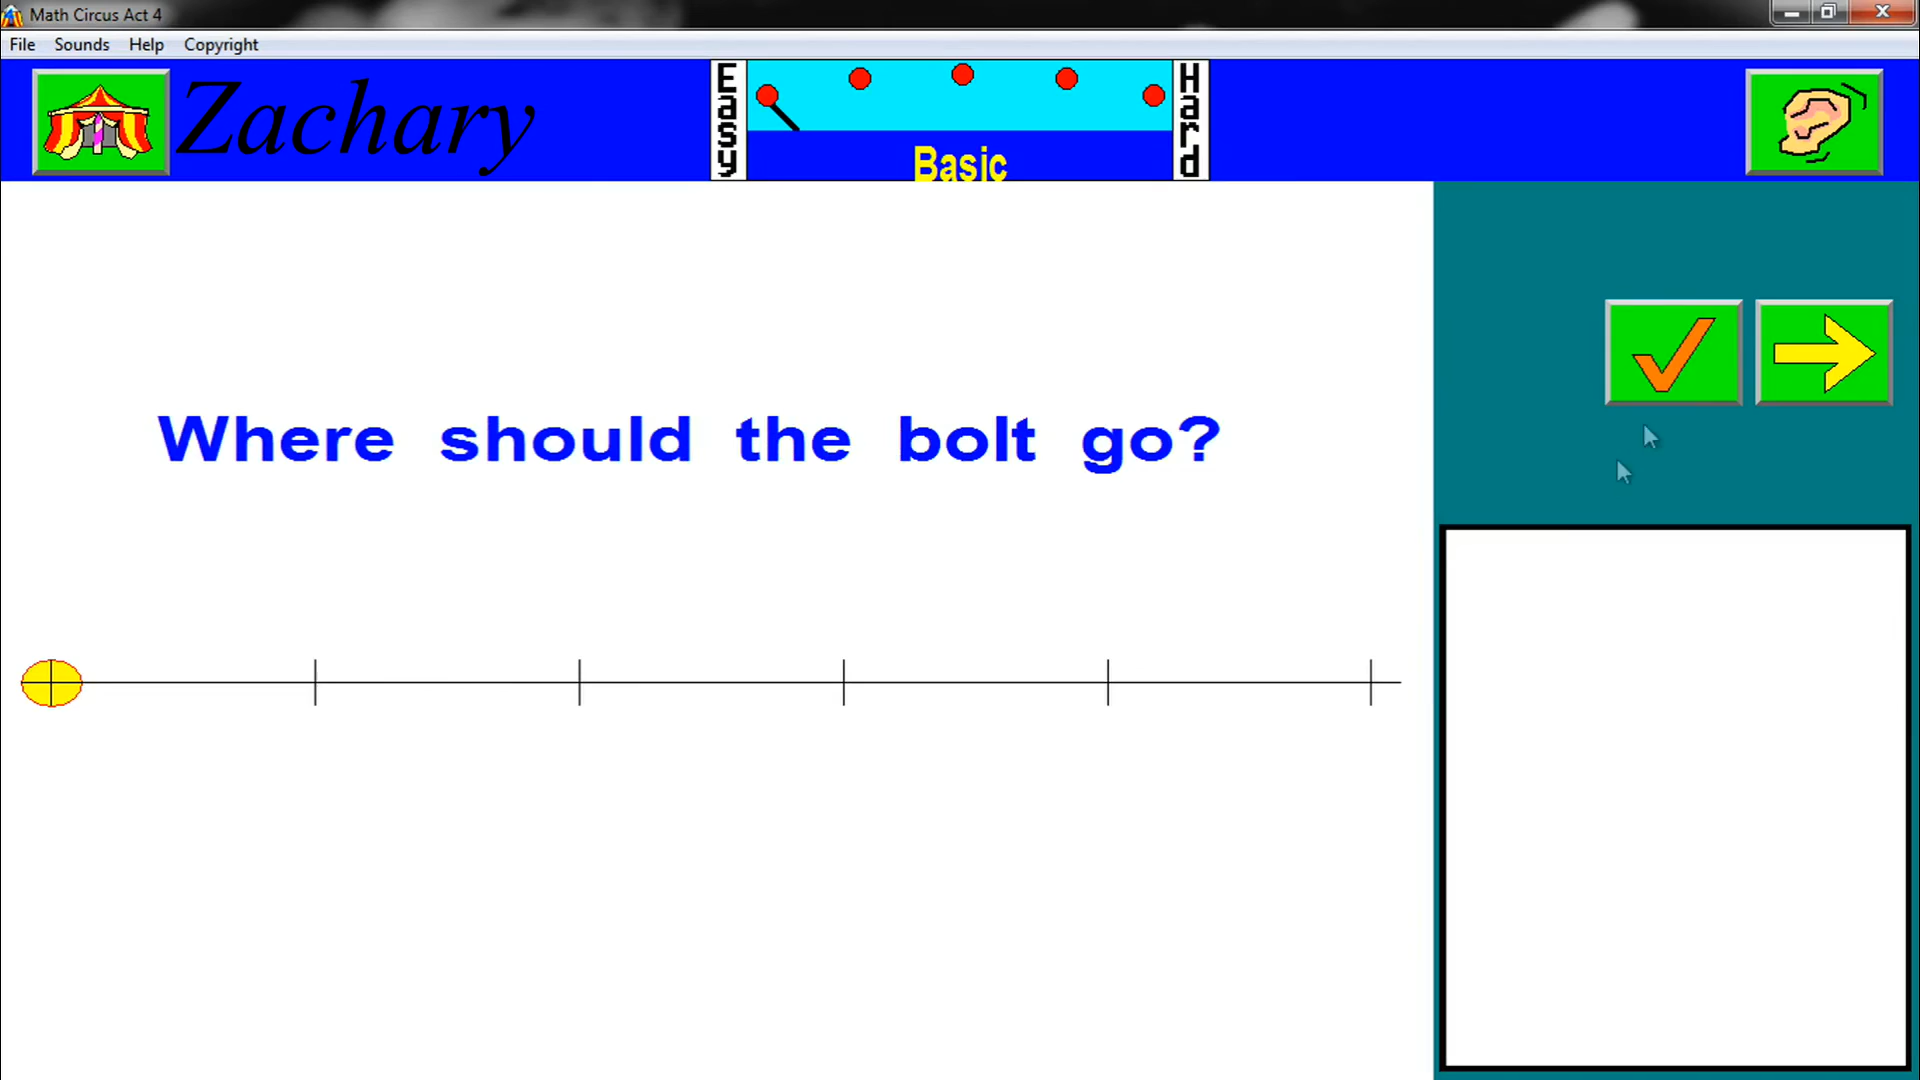 Math Circus Act 4
File Sounds Help Copyright
Zachary
Easy
Hard
Basic
Where should the bolt go?